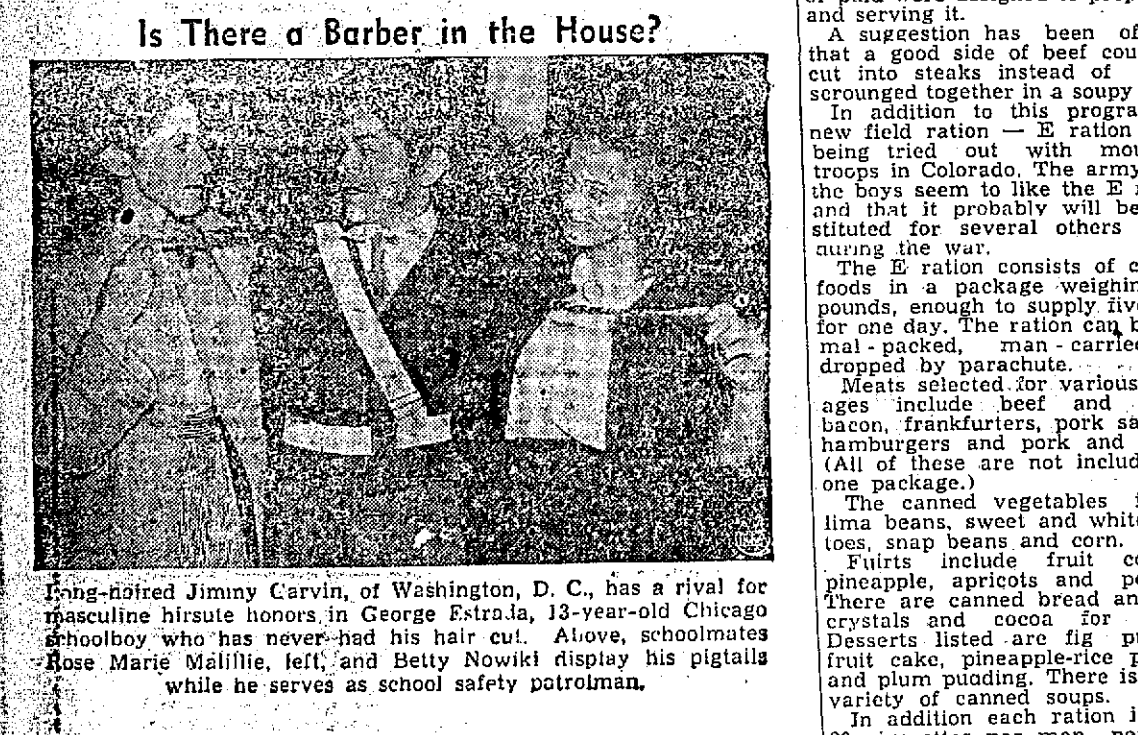 Is There a Barber in the House?
Long-haired Jimmy Carvin, of Washington, D. C., has a rival for
masculine hirsute honors in George Estrada, 13-year-old Chicago
schoolboy who has never had his hair cut. Above, schoolmates
Rose Marie Malillie, left, and Betty Nowiki display his pigtails
while he serves as school safety patrolman.
and serving it.
A suggestion has been of
that a good side of beef cou
cut into steaks instead of
scrounged together in a soupy
In addition to this progra
new field ration — E ration
being tried out with mou
troops in Colorado. The army
the boys seem to like the E
and that it probably will be
stituted for several others
during the war.
The E ration consists of c
foods in a package weighin
pounds, enough to supply five
for one day. The ration can b
mal - packed, man - carried
dropped by parachute.
Meats selected for various
ages include beef and
bacon, frankfurters, pork sa
hamburgers and pork and
(All of these are not includ
one package.)
The canned vegetables i
lima beans, sweet and whit
toes, snap beans and corn.
Fuirts include fruit co
pineapple, apricots and pe
There are canned bread an
crystals and cocoa for
Desserts listed are fig p
fruit cake, pineapple-rice p
and plum pudding. There is
variety of canned soups.
In addition each ration i